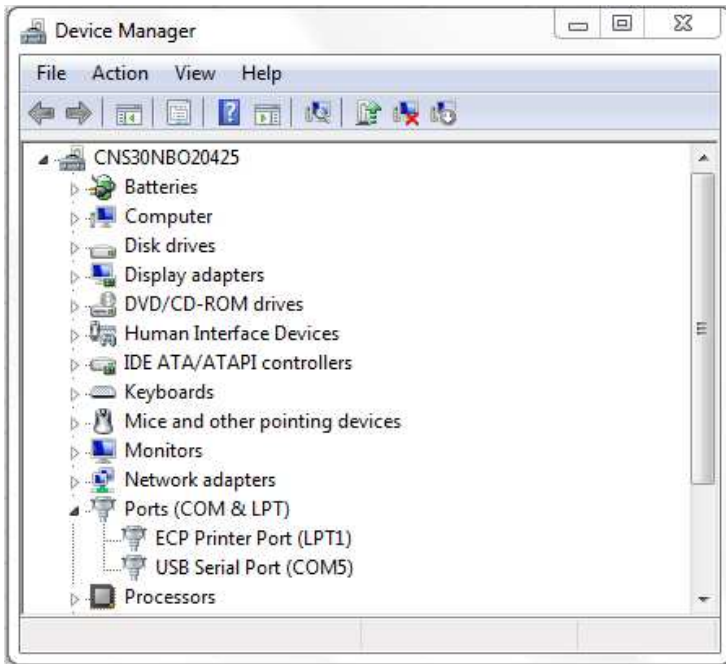 Device Manager
File Action View Help
CNS30NBO20425
Batteries
Computer
Disk drives
Display adapters
DVD/CD-ROM drives
Human Interface Devices
IDE ATA/ATAPI controllers
Keyboards
Mice and other pointing devices
Monitors
Network adapters
Ports (COM & LPT)
ECP Printer Port (LPT1)
USB Serial Port (COM5)
Processors